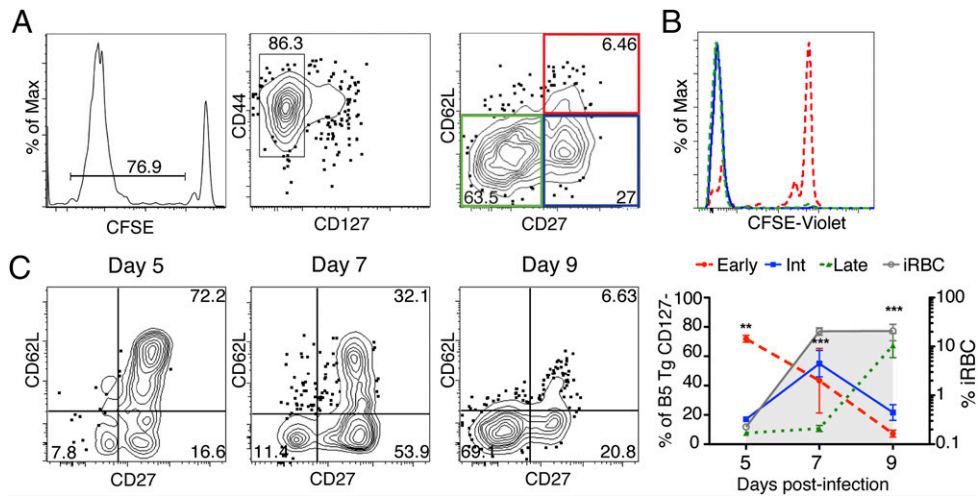 A
B
% of Max
76.9
CFSE
86.3
CD44
CD127
6.46
CD62L
63.5
27
CD27
% of Max
CFSE-Violet
C
Day 5
Day 7
Day 9
72.2
CD62L
7.8
16.6
CD27
32.1
CD62L
11.4
53.9
CD27
6.63
CD62L
69.1
20.8
CD27
Early Int Late iRBC
% of B5 Tg CD127-
100
80
60
40
20
0
**
***
***
100
10
1
0.1
% iRBC
5 7 9
Days post-infection